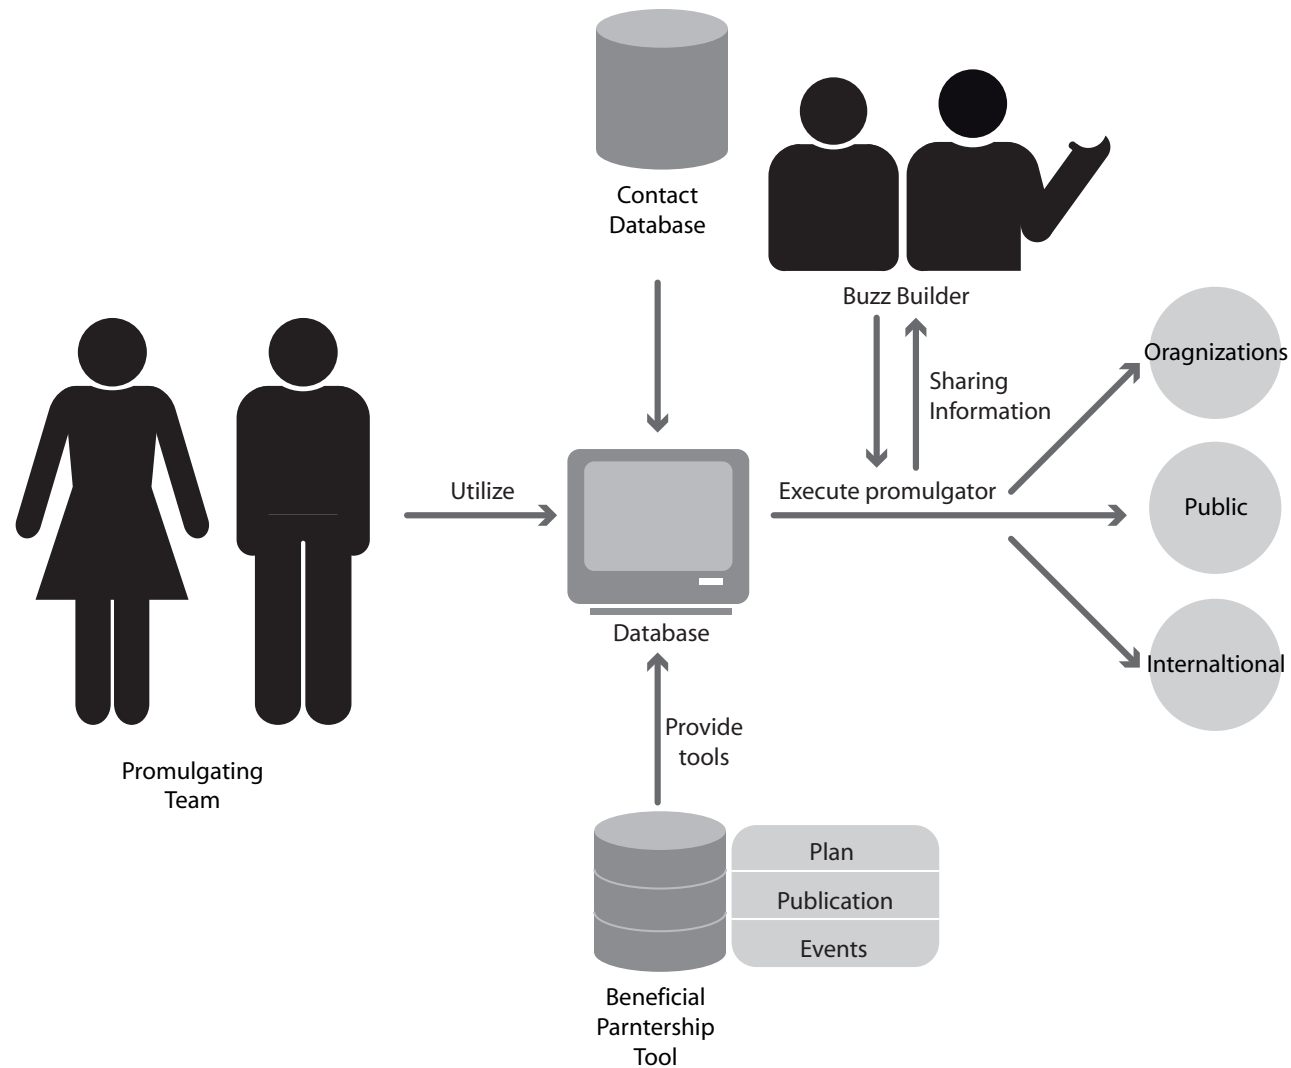 Contact
Database
Buzz Builder
Oragnizations
Sharing
Information
Utilize
Execute promulgator
Public
Database
Internaltional
Provide
tools
Promulgating
Team
Plan
Publication
Events
Beneficial
Parntership
Tool